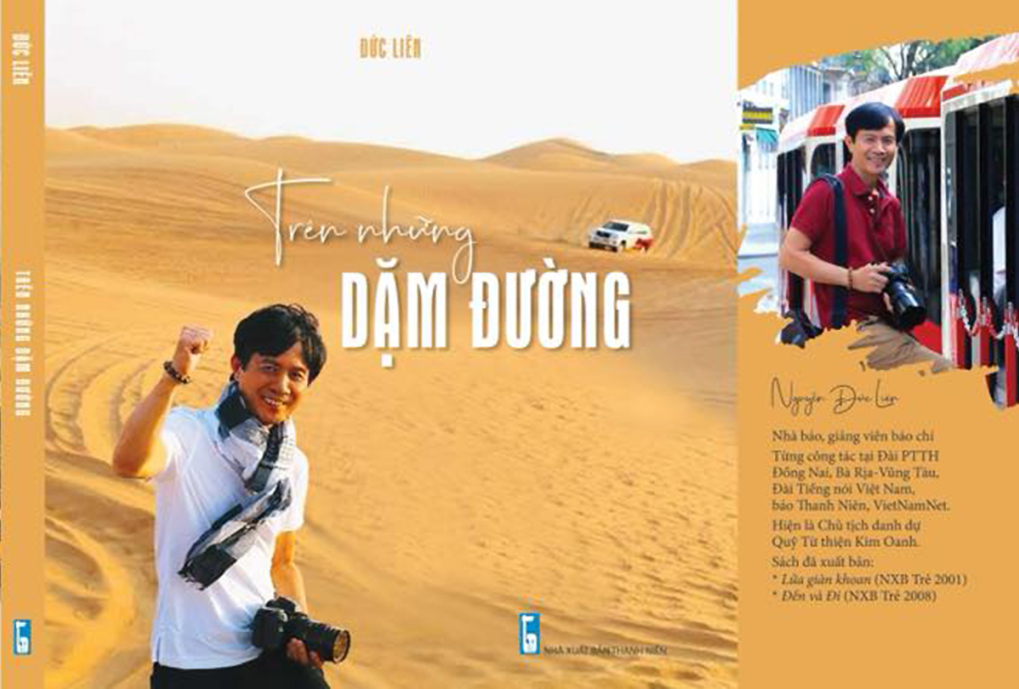 ĐỨC LIÊN
TRÊN NHỮNG DẶM ĐƯỜNG
ĐỨC LIÊN
Trên những
DẶM ĐƯỜNG
NHÀ XUẤT BẢN THANH NIÊN
Nguyễn Đức Liên
Nhà báo, giảng viên báo chí
Từng công tác tại Đài PTTH
Đồng Nai, Bà Rịa-Vũng Tàu,
Đài Tiếng nói Việt Nam,
báo Thanh Niên, VietNamNet.
Hiện là Chủ tịch danh dự
Quỹ Từ thiện Kim Oanh.
Sách đã xuất bản:
* Lửa giàn khoan (NXB Trẻ 2001)
* Đến và Đi (NXB Trẻ 2008)